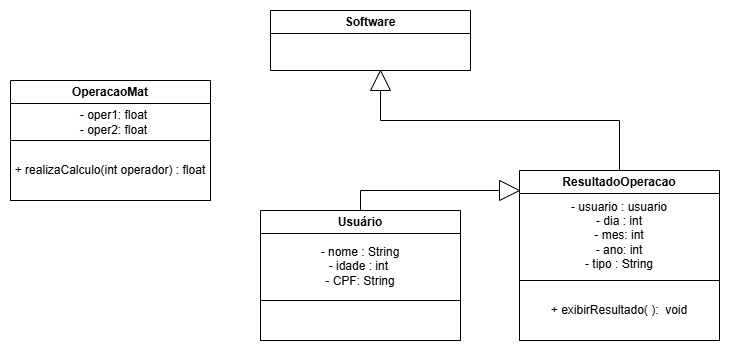 Software
OperacaoMat
- oper1: float
- oper2: float
+ realizaCalculo(int operador) : float
ResultadoOperacao
- usuario : usuario
- dia : int
- mes: int
- ano: int
- tipo : String
+ exibirResultado( ): void
Usuário
- nome : String
- idade : int
- CPF: String